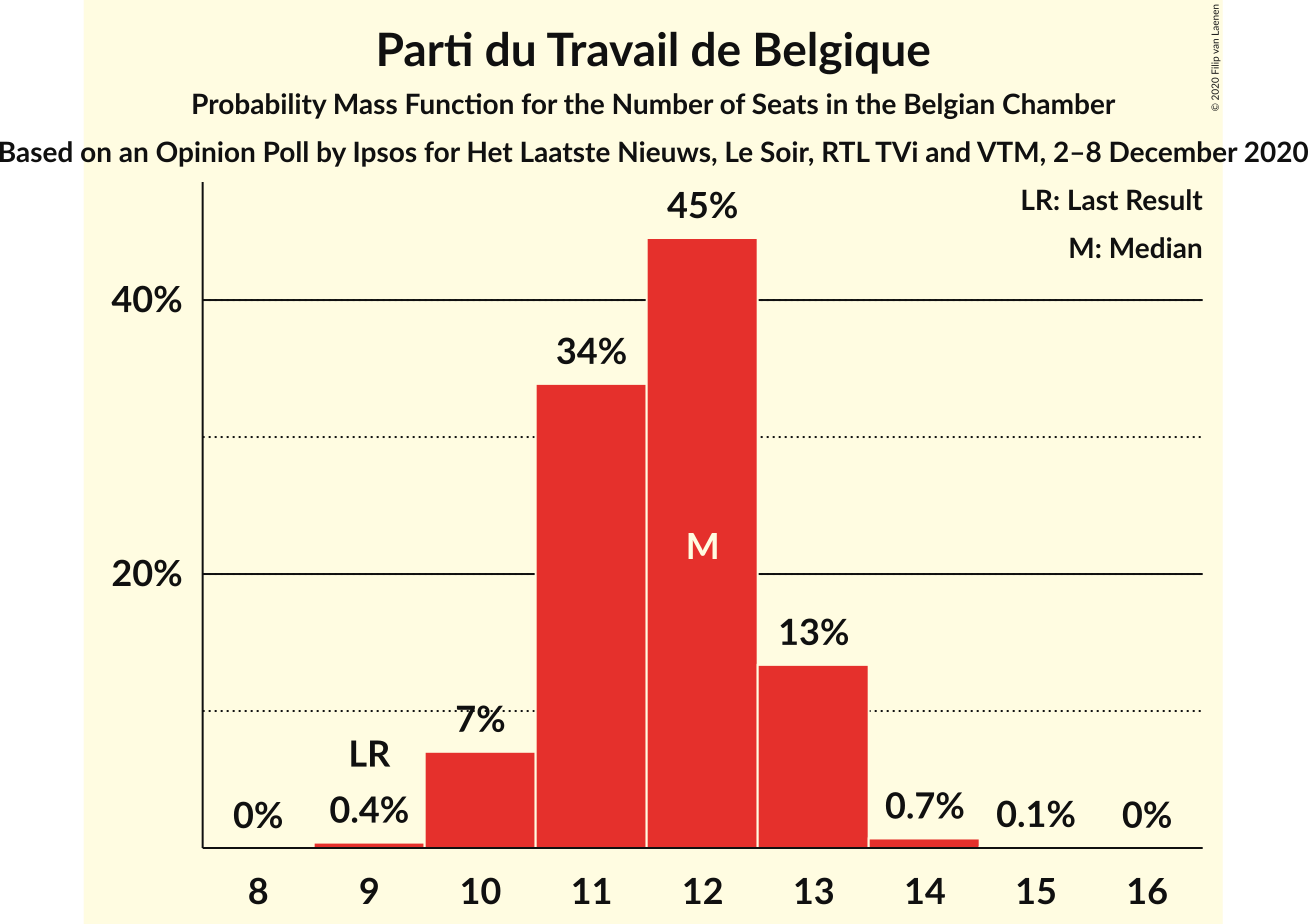 Parti du Travail de Belgique
Probability Mass Function for the Number of Seats in the Belgian Chamber
Based on an Opinion Poll by Ipsos for Het Laatste Nieuws, Le Soir, RTL TVi and VTM, 2–8 December 2020
© 2020 Filip van Laenen
LR: Last Result
M: Median
45%
40%
34%
M
20%
13%
7%
LR
0% 0.4% 0.7% 0.1% 0%
8 9 10 11 12 13 14 15 16